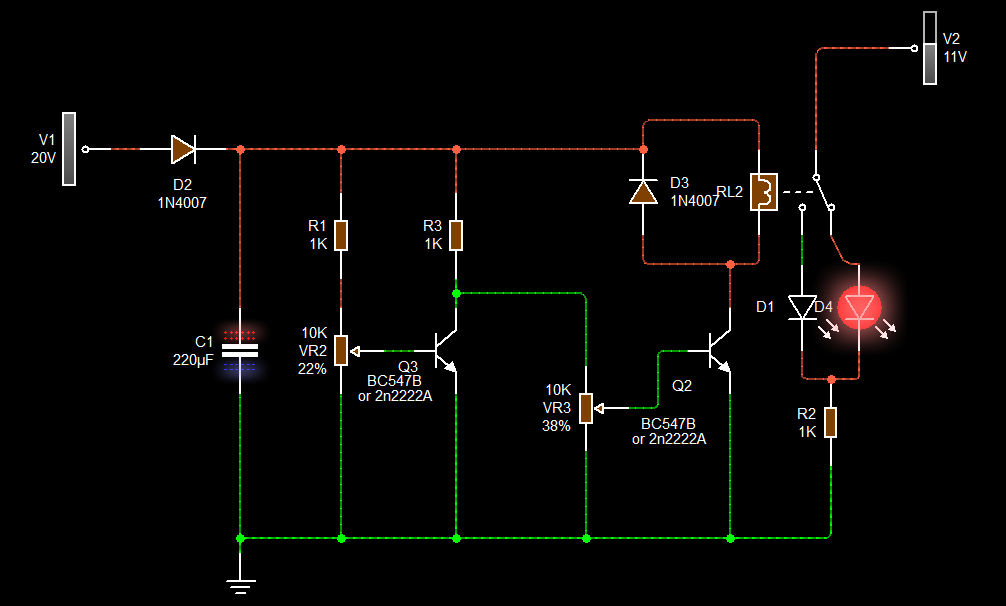 V2
11V
V1
20V
D2
1N4007
D3
1N4007
RL2
R1
1K
R3
1K
D1
D4
C1
220µF
10K
VR2
22%
Q3
BC547B
or 2n2222A
10K
VR3
38%
Q2
BC547B
or 2n2222A
R2
1K